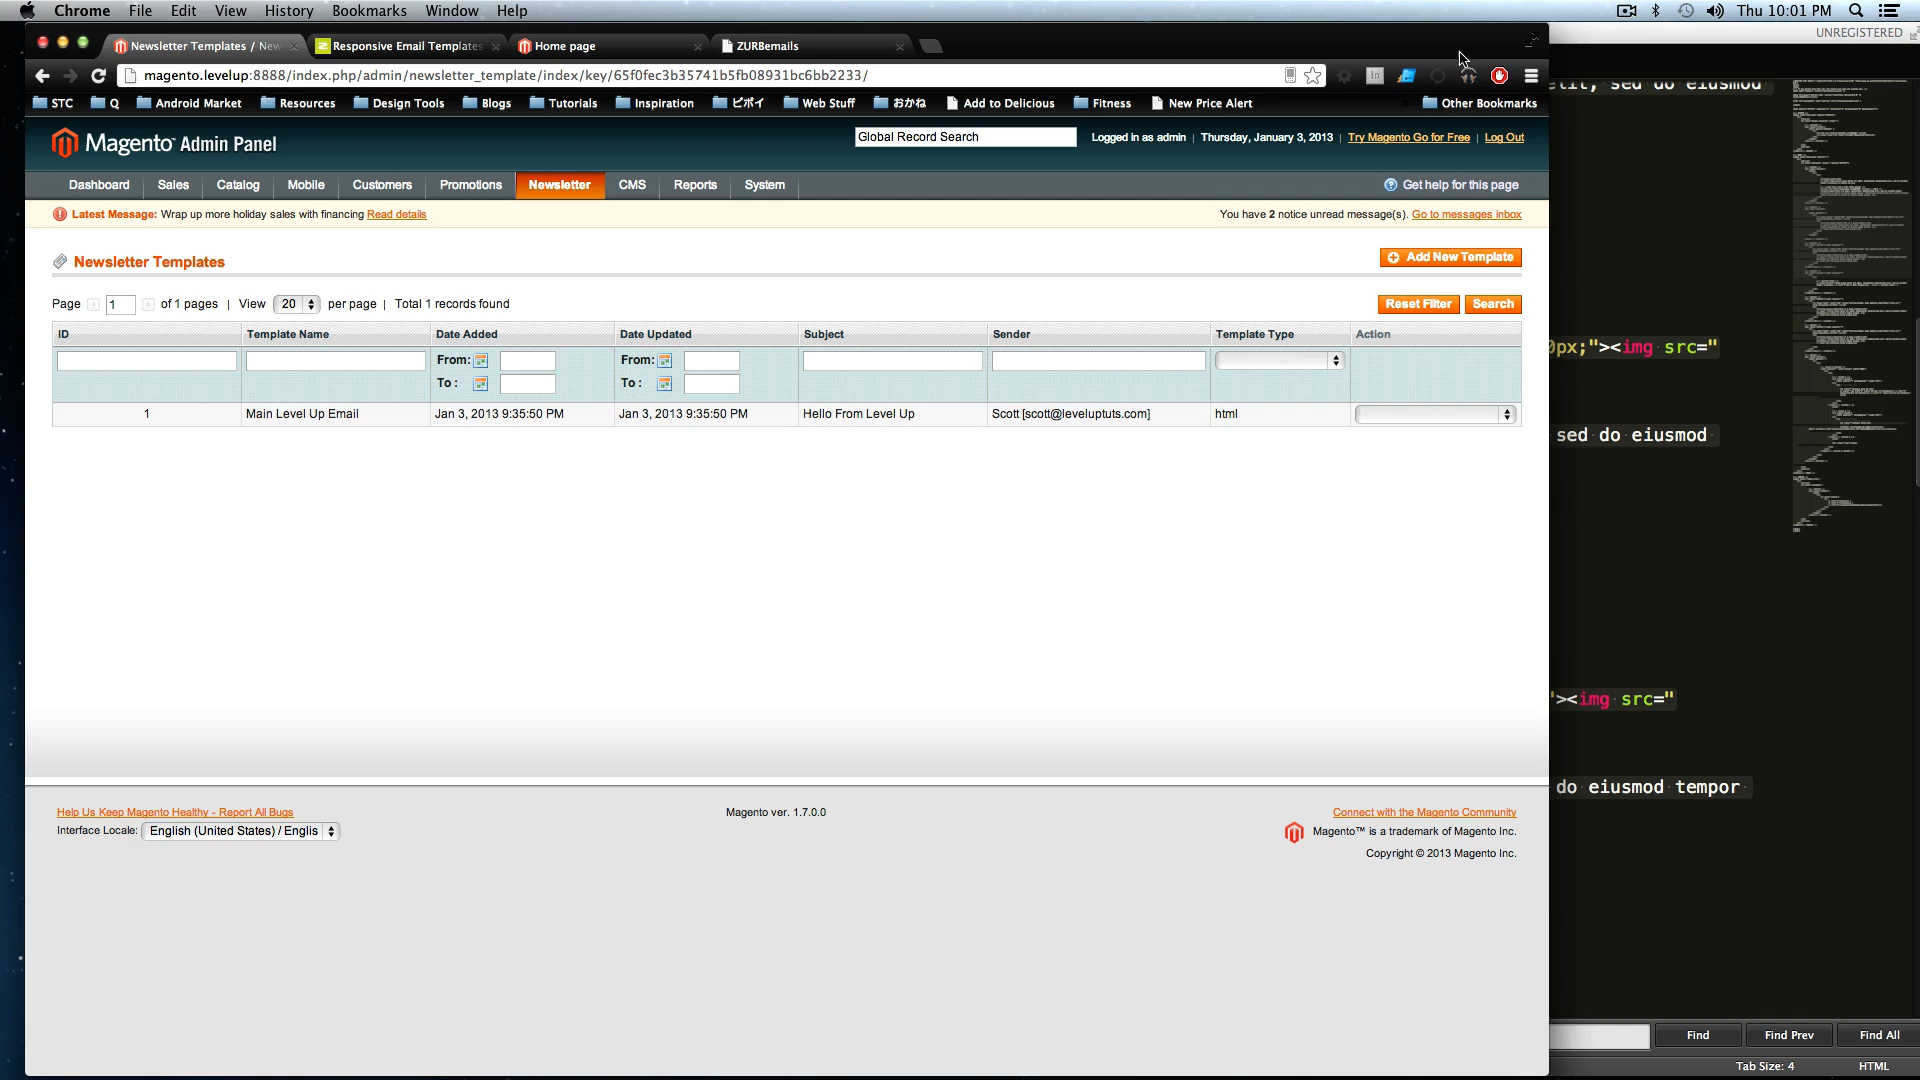 Chrome File Edit View History Bookmarks Window Help Thu 10:01 PM
UNREGISTERED
Newsletter Templates / New Responsive Email Templates Home page ZURBemails
magento.levelup:8888/index.php/admin/newsletter_template/index/key/65f0fec3b35741b5fb08931bc6bb2233/
STC Q Android Market Resources Design Tools Blogs Tutorials Inspiration ビボイ Web Stuff おかね Add to Delicious Fitness New Price Alert Other Bookmarks
sed do eiusmod
Magento™ Admin Panel Global Record Search Logged in as admin | Thursday, January 3, 2013 | Try Magento Go for Free | Log Out
Dashboard Sales Catalog Mobile Customers Promotions Newsletter CMS Reports System Get help for this page
Latest Message: Wrap up more holiday sales with financing Read details You have 2 notice unread message(s). Go to messages inbox
Newsletter Templates Add New Template
Page 1 of 1 pages | View 20 per page | Total 1 records found Reset Filter Search
ID Template Name Date Added Date Updated Subject Sender Template Type Action
From: From:
To : To :
px;"><img src="
1 Main Level Up Email Jan 3, 2013 9:35:50 PM Jan 3, 2013 9:35:50 PM Hello From Level Up Scott [scott@leveluptuts.com] html
sed do eiusmod
"><img src="
do eiusmod tempor
Help Us Keep Magento Healthy - Report All Bugs Magento ver. 1.7.0.0 Connect with the Magento Community
Interface Locale: English (United States) / Englis Magento™ is a trademark of Magento Inc.
Copyright © 2013 Magento Inc.
Find Find Prev Find All
Tab Size: 4 HTML